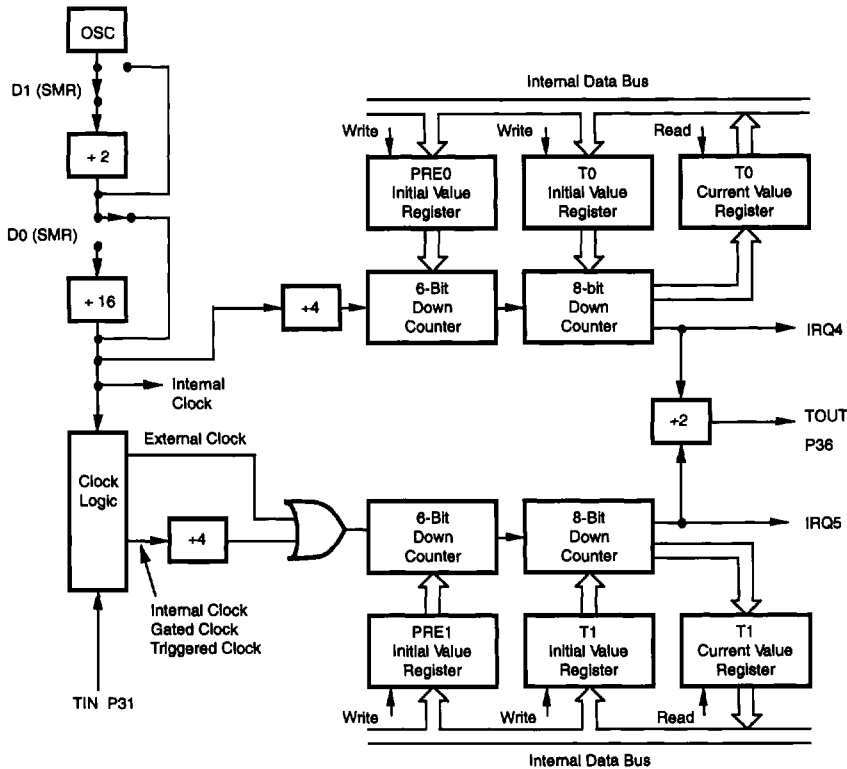 OSC
D1 (SMR)
+ 2
D0 (SMR)
+ 16
Internal
Clock
Internal Data Bus
Write
Write
Read
PRE0
Initial Value
Register
T0
Initial Value
Register
T0
Current Value
Register
+4
6-Bit
Down
Counter
8-bit
Down
Counter
IRQ4
+2
TOUT
P36
External Clock
Clock
Logic
+4
Internal Clock
Gated Clock
Triggered Clock
TIN P31
6-Bit
Down
Counter
8-Bit
Down
Counter
IRQ5
PRE1
Initial Value
Register
T1
Initial Value
Register
T1
Current Value
Register
Write
Write
Read
Internal Data Bus